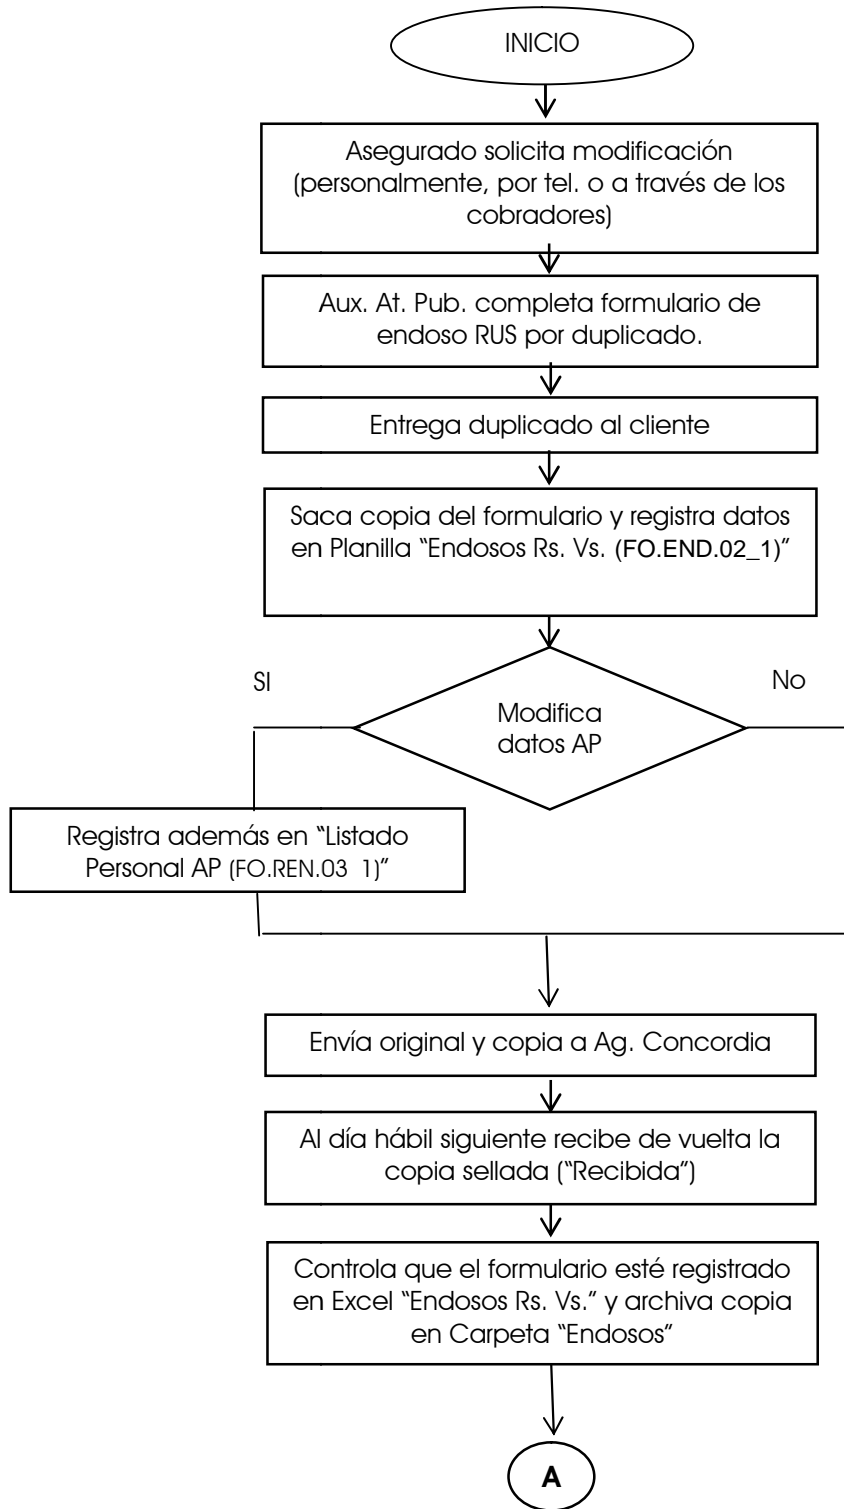 INICIO
Asegurado solicita modificación
(personalmente, por tel. o a través de los
cobradores)
Aux. At. Pub. completa formulario de
endoso RUS por duplicado.
Entrega duplicado al cliente
Saca copia del formulario y registra datos
en Planilla “Endosos Rs. Vs. (FO.END.02_1)”
SI
No
Modifica
datos AP
Registra además en “Listado
Personal AP (FO.REN.03 1)”
Envía original y copia a Ag. Concordia
Al día hábil siguiente recibe de vuelta la
copia sellada (“Recibida”)
Controla que el formulario esté registrado
en Excel “Endosos Rs. Vs.” y archiva copia
en Carpeta “Endosos”
A